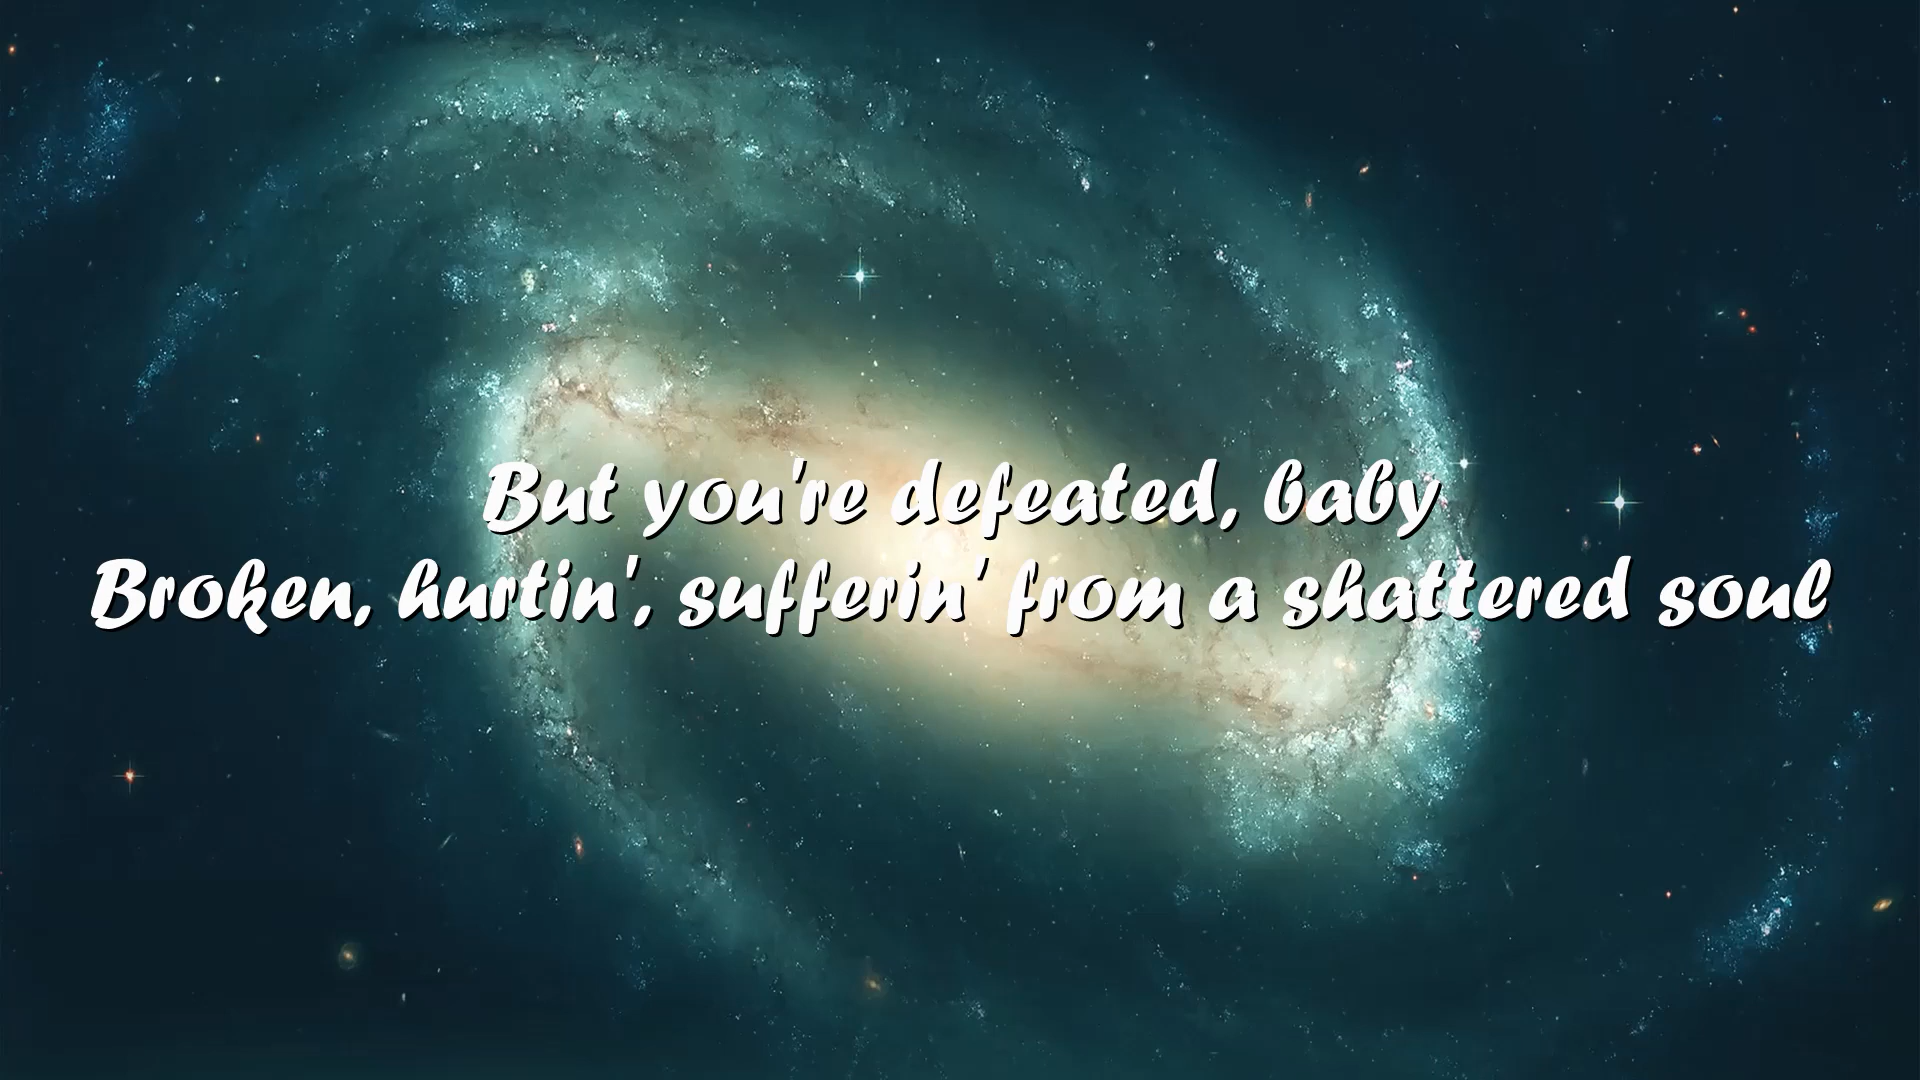 But you're defeated, baby
Broken, hurtin', sufferin' from a shattered soul